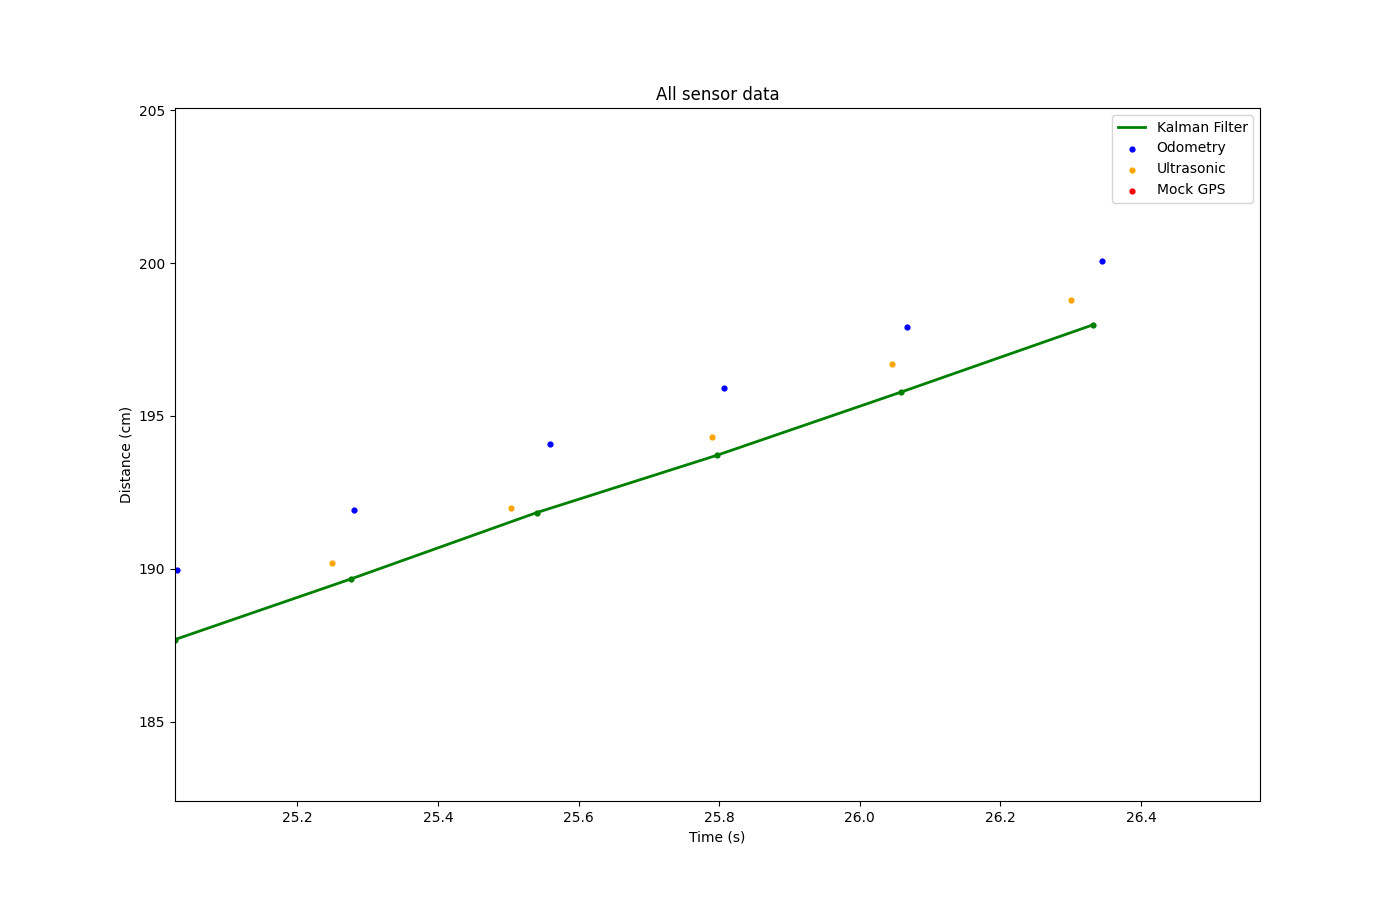 All sensor data
205
200
195
190
185
Distance (cm)
Kalman Filter
Odometry
Ultrasonic
Mock GPS
25.2 25.4 25.6 25.8 26.0 26.2 26.4
Time (s)